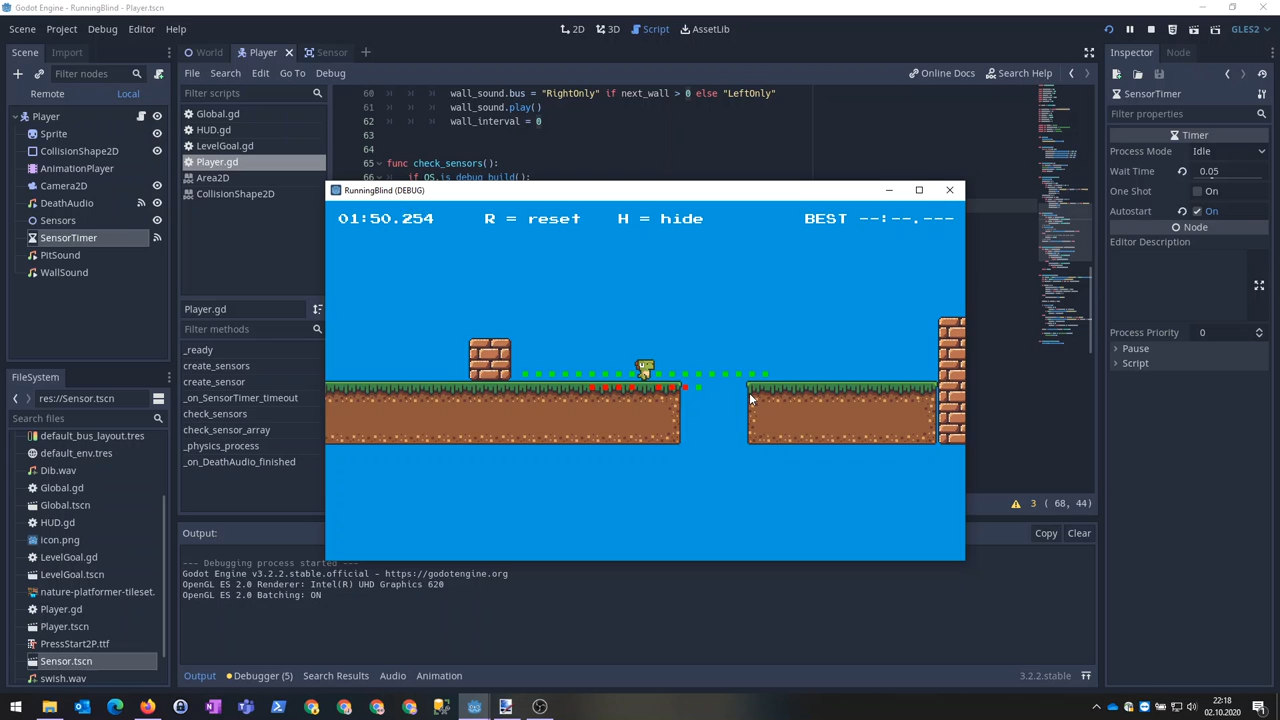 Godot Engine - RunningBlind - Player.tscn
Scene Project Debug Editor Help
2D 3D Script AssetLib
GLES2
Scene Import
Filter nodes
Remote Local
Player
Sprite
CollisionShape2D
AnimationPlayer
Camera2D
DeathAudio
Sensors
SensorTimer
PitSound
WallSound
FileSystem
res://Sensor.tscn
Search files
default_bus_layout.tres
default_env.tres
Dib.wav
Global.gd
Global.tscn
HUD.gd
icon.png
LevelGoal.gd
LevelGoal.tscn
nature-platformer-tileset.
Player.gd
Player.tscn
PressStart2P.ttf
Sensor.tscn
swish.wav
World Player Sensor
File Search Edit Go To Debug
Online Docs Search Help
Filter scripts
Global.gd
HUD.gd
LevelGoal.gd
Player.gd
Area2D
CollisionShape2D
Player.gd
Filter methods
_ready
create_sensors
create_sensor
_on_SensorTimer_timeout
check_sensors
check_sensor_array
_physics_process
_on_DeathAudio_finished
60 wall_sound.bus = "RightOnly" if next_wall > 0 else "LeftOnly"
61 wall_sound.play()
62 wall_interval = 0
63
64
65 func check_sensors():
66 if OS.is_debug_build():
3 ( 68, 44)
RunningBlind (DEBUG)
01:50.254 R = reset H = hide BEST --:--.---
Output: Copy Clear
--- Debugging process started ---
Godot Engine v3.2.2.stable.official - https://godotengine.org
OpenGL ES 2.0 Renderer: Intel(R) UHD Graphics 620
OpenGL ES 2.0 Batching: ON
Output Debugger (5) Search Results Audio Animation 3.2.2.stable
Inspector Node
SensorTimer
Filter properties
Timer
Process Mode Idle
Wait Time 0.05
One Shot On
Autostart On
Node
Editor Description
Process Priority 0
Pause
Script
22:18
02.10.2020